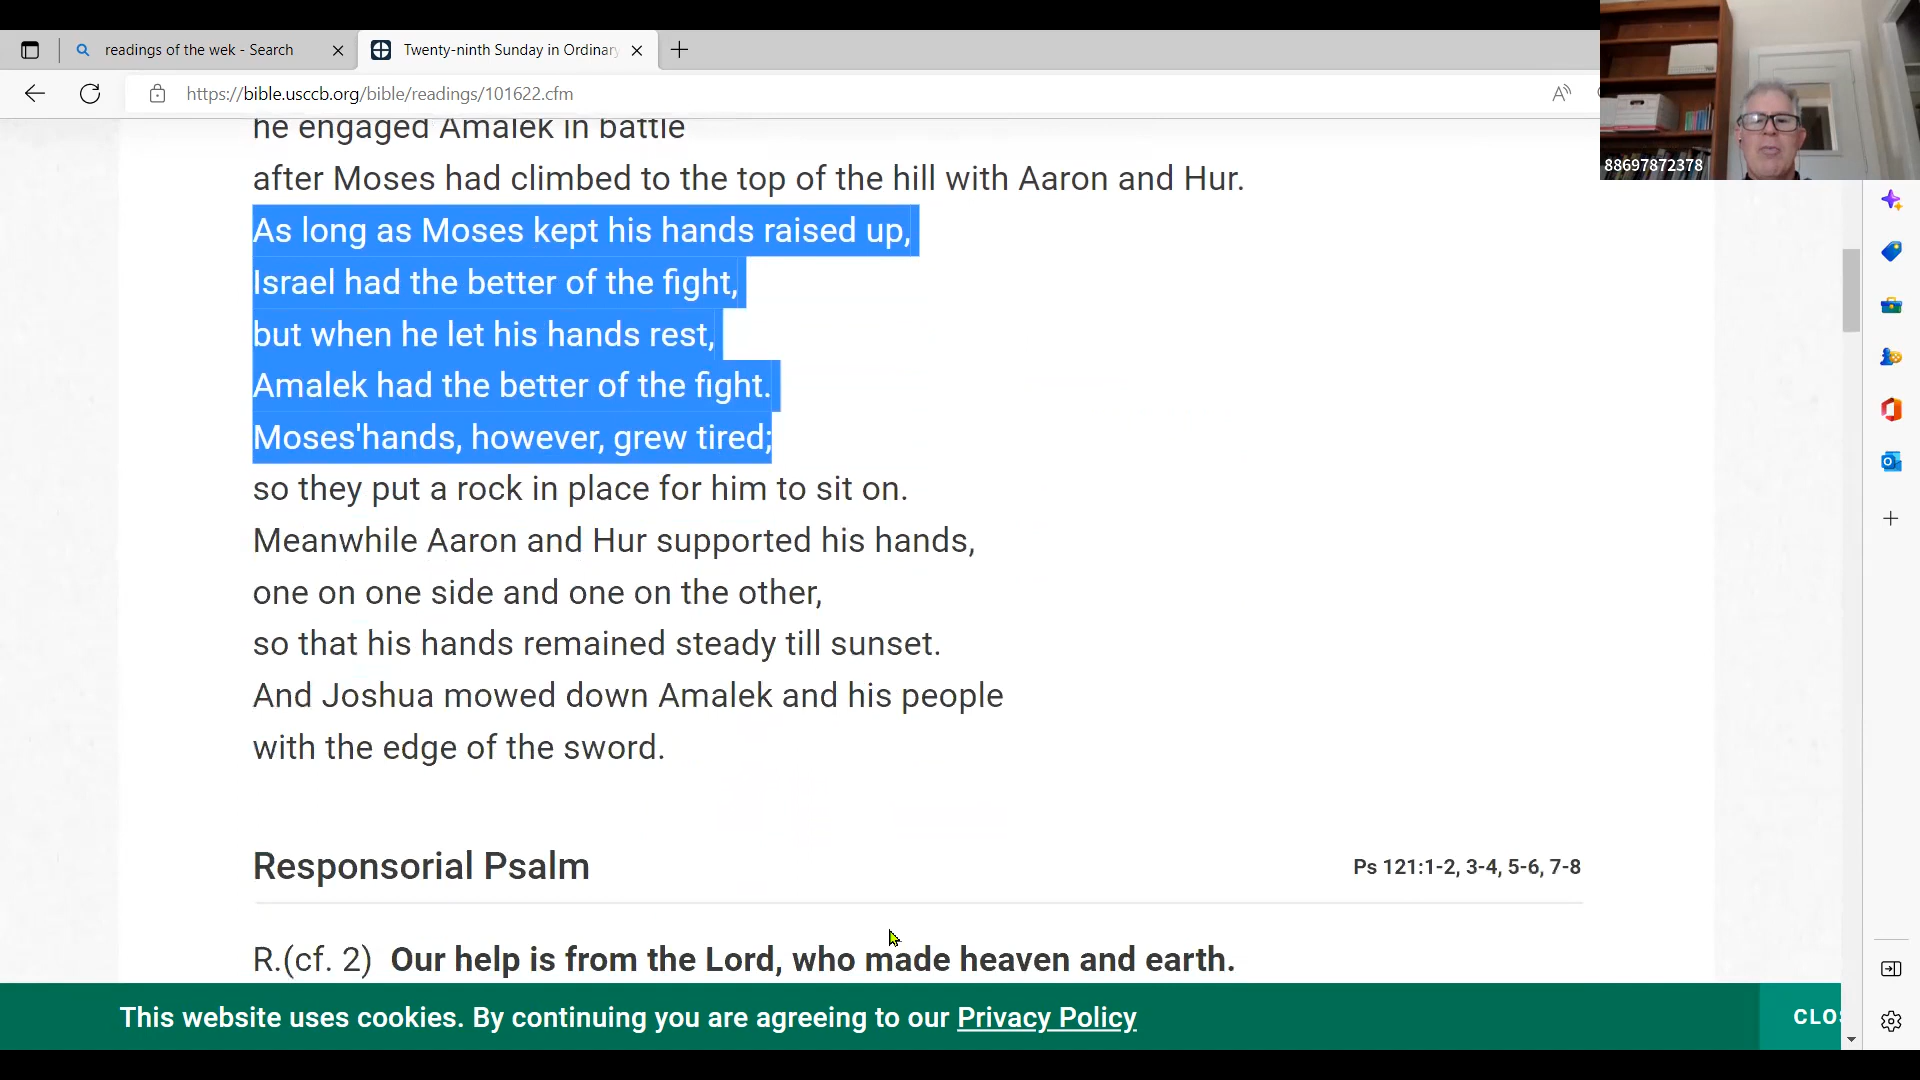 readings of the wek - Search
Twenty-ninth Sunday in Ordinar
https://bible.usccb.org/bible/readings/101622.cfm
88697872378
he engaged Amalek in battle
after Moses had climbed to the top of the hill with Aaron and Hur.
As long as Moses kept his hands raised up,
Israel had the better of the fight,
but when he let his hands rest,
Amalek had the better of the fight.
Moses'hands, however, grew tired;
so they put a rock in place for him to sit on.
Meanwhile Aaron and Hur supported his hands,
one on one side and one on the other,
so that his hands remained steady till sunset.
And Joshua mowed down Amalek and his people
with the edge of the sword.
Responsorial Psalm
Ps 121:1-2, 3-4, 5-6, 7-8
R.(cf. 2) Our help is from the Lord, who made heaven and earth.
This website uses cookies. By continuing you are agreeing to our Privacy Policy
CLO